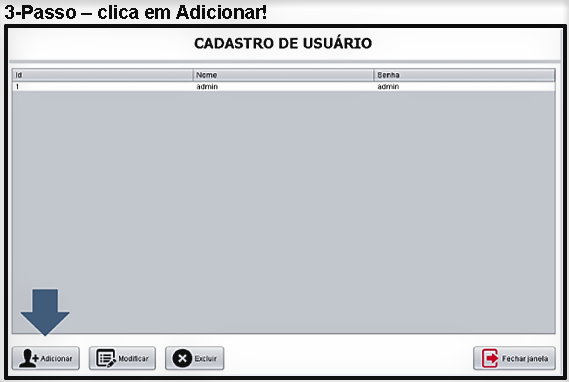 3-Passo – clica em Adicionar!
CADASTRO DE USUÁRIO
Id Nome Senha
1 admin admin
Adicionar Modificar Excluir Fechar janela